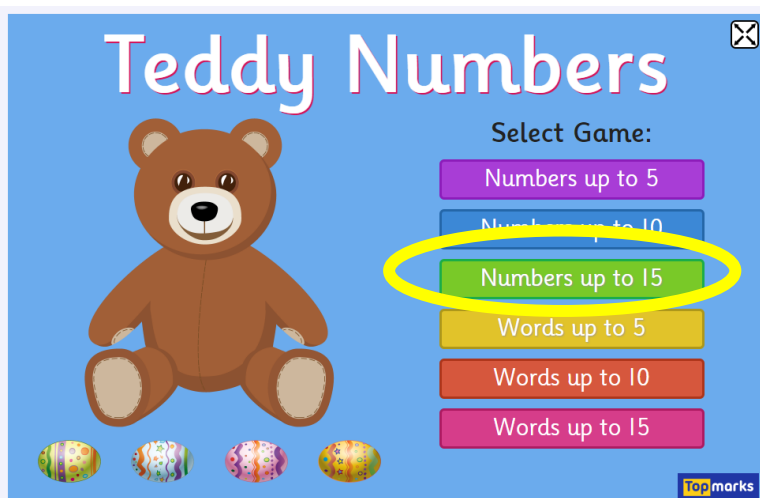 Teddy Numbers
Select Game:
Numbers up to 5
Numbers up to 10
Numbers up to 15
Words up to 5
Words up to 10
Words up to 15
Topmarks